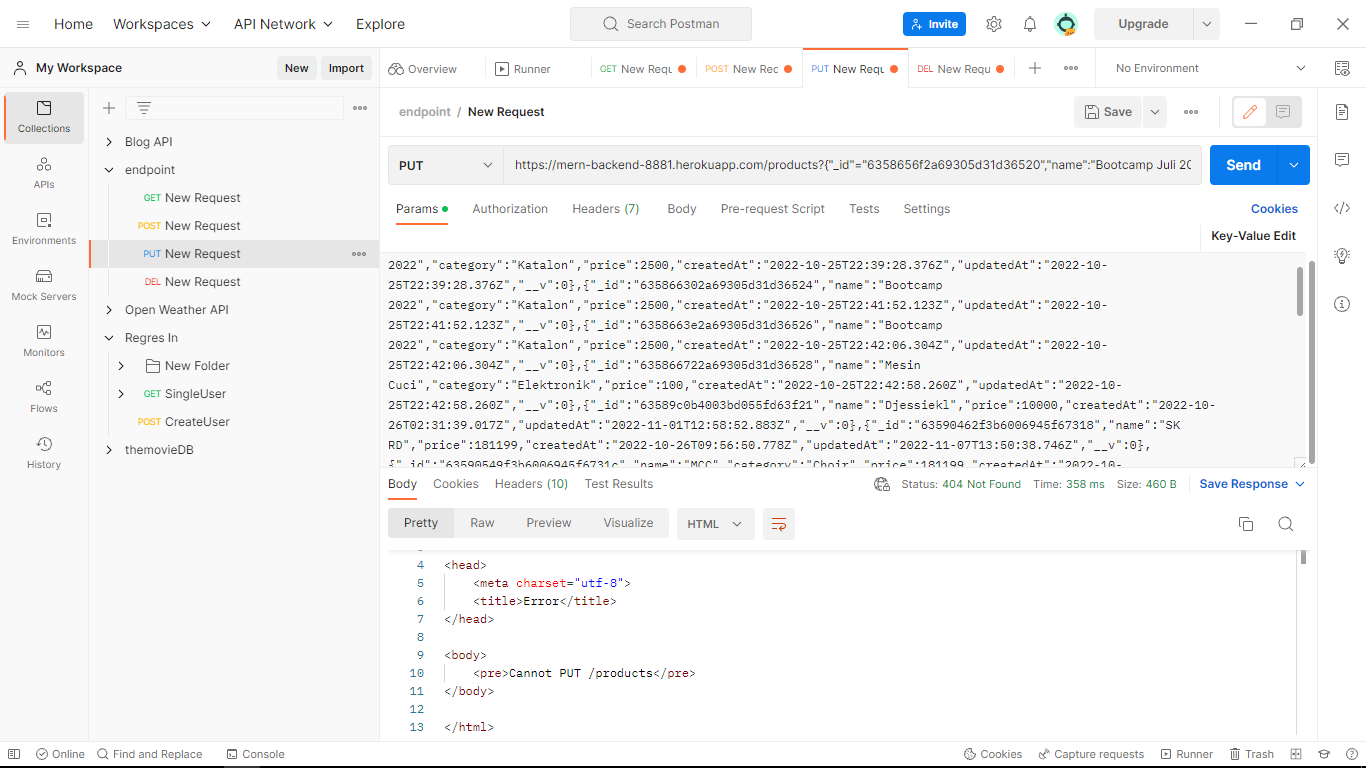 Home Workspaces API Network Explore Search Postman Invite Upgrade
My Workspace New Import
Overview Runner GET New Requ POST New Rec PUT New Requ DEL New Requ No Environment
Collections
APIs
Environments
Mock Servers
Monitors
Flows
History
Blog API
endpoint
GET New Request
POST New Request
PUT New Request
DEL New Request
Open Weather API
Regres In
New Folder
GET SingleUser
POST CreateUser
themovieDB
endpoint / New Request Save
PUT https://mern-backend-8881.herokuapp.com/products?{"_id"="6358656f2a69305d31d36520","name":"Bootcamp Juli 20 Send
Params Authorization Headers (7) Body Pre-request Script Tests Settings Cookies
Key-Value Edit
2022","category":"Katalon","price":2500,"createdAt":"2022-10-25T22:39:28.376Z","updatedAt":"2022-10-
25T22:39:28.376Z","__v":0},{"_id":"635866302a69305d31d36524","name":"Bootcamp
2022","category":"Katalon","price":2500,"createdAt":"2022-10-25T22:41:52.123Z","updatedAt":"2022-10-
25T22:41:52.123Z","__v":0},{"_id":"6358663e2a69305d31d36526","name":"Bootcamp
2022","category":"Katalon","price":2500,"createdAt":"2022-10-25T22:42:06.304Z","updatedAt":"2022-10-
25T22:42:06.304Z","__v":0},{"_id":"635866722a69305d31d36528","name":"Mesin
Cuci","category":"Elektronik","price":100,"createdAt":"2022-10-25T22:42:58.260Z","updatedAt":"2022-10-
25T22:42:58.260Z","__v":0},{"_id":"63589c0b4003bd055fd63f21","name":"Djessiekl","price":10000,"createdAt":"2022-10-
26T02:31:39.017Z","updatedAt":"2022-11-01T12:58:52.883Z","__v":0},{"_id":"63590462f3b6006945f67318","name":"SK
RD","price":181199,"createdAt":"2022-10-26T09:56:50.778Z","updatedAt":"2022-11-07T13:50:38.746Z","__v":0},
{"_id":"63590549f3b6006945f6731c","name":"MCC","category":"Choir","price":181199,"createdAt":"2022-10-
Body Cookies Headers (10) Test Results Status: 404 Not Found Time: 358 ms Size: 460 B Save Response
Pretty Raw Preview Visualize HTML
4 <head>
5 <meta charset="utf-8">
6 <title>Error</title>
7 </head>
8
9 <body>
10 <pre>Cannot PUT /products</pre>
11 </body>
12
13 </html>
Online Find and Replace Console Cookies Capture requests Runner Trash